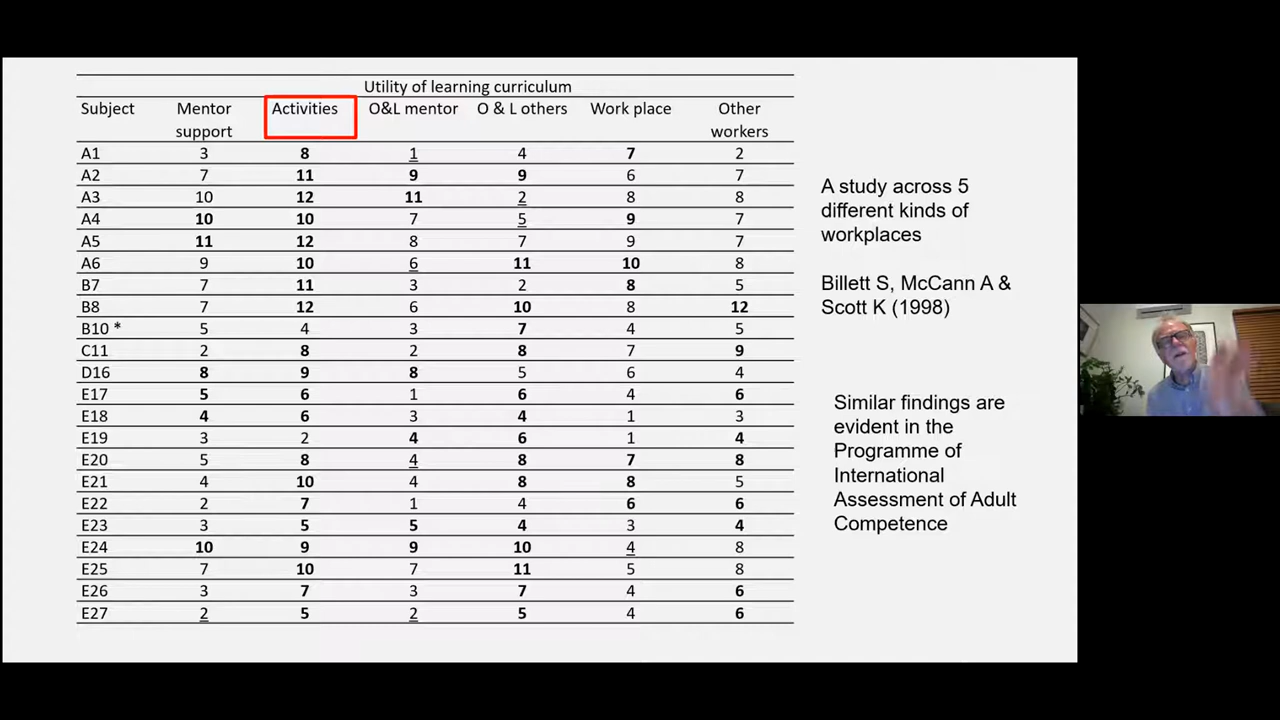 Utility of learning curriculum
Subject Mentor support Activities O&L mentor O & L others Work place Other workers
A1 3 8 1 4 7 2
A2 7 11 9 9 6 7
A3 10 12 11 2 8 8
A4 10 10 7 5 9 7
A5 11 12 8 7 9 7
A6 9 10 6 11 10 8
B7 7 11 3 2 8 5
B8 7 12 6 10 8 12
B10 * 5 4 3 7 4 5
C11 2 8 2 8 7 9
D16 8 9 8 5 6 4
E17 5 6 1 6 4 6
E18 4 6 3 4 1 3
E19 3 2 4 6 1 4
E20 5 8 4 8 7 8
E21 4 10 4 8 8 5
E22 2 7 1 4 6 6
E23 3 5 5 4 3 4
E24 10 9 9 10 4 8
E25 7 10 7 11 5 8
E26 3 7 3 7 4 6
E27 2 5 2 5 4 6
A study across 5
different kinds of
workplaces
Billett S, McCann A &
Scott K (1998)
Similar findings are
evident in the
Programme of
International
Assessment of Adult
Competence